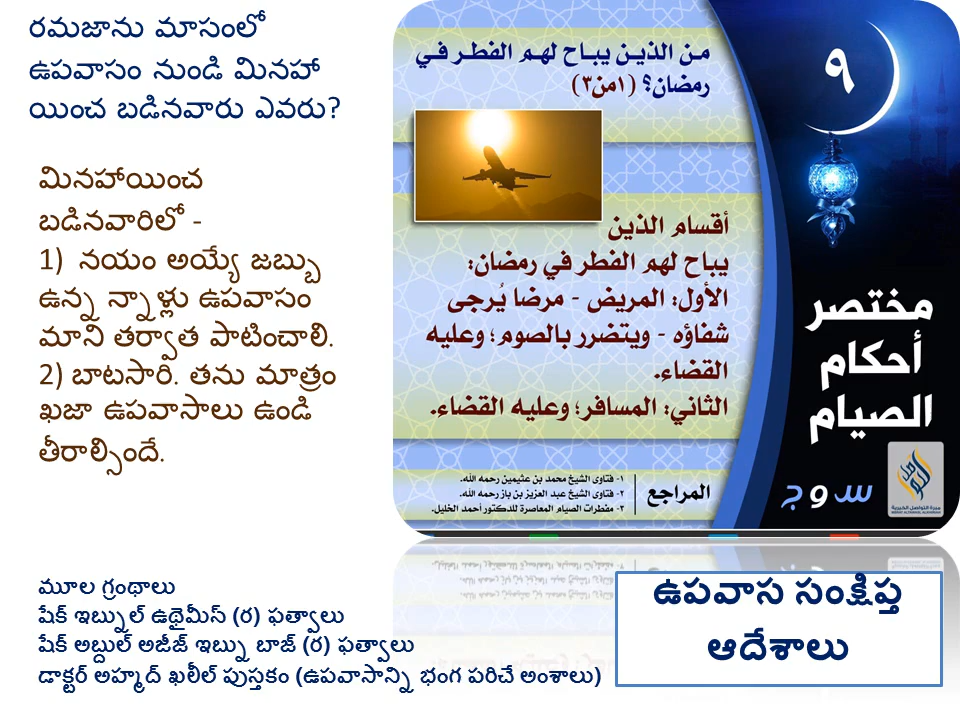 రమజాను మాసంలో
ఉపవాసం నుండి మినహా
యించ బడినవారు ఎవరు?
మినహాయించ
బడినవారిలో -
1) నయం అయ్యే జబ్బు
ఉన్న న్నాళ్లు ఉపవాసం
మాని తర్వాత పాటించాలి.
2) బాటసారి. తను మాత్రం
ఖజా ఉపవాసాలు ఉండి
తీరాల్సిందే.
من الذين يباح لهم الفطر في
رمضان؟ (١من٣)
أقسام الذين
يباح لهم الفطر في رمضان:
الأول: المريض - مرضا يُرجى
شفاؤه - ويتضرر بالصوم؛ وعليه
القضاء.
الثاني: المسافر؛ وعليه القضاء.
المراجع
١- فتاوى الشيخ محمد بن عثيمين رحمه الله.
٢- فتاوى الشيخ عبد العزيز بن باز رحمه الله.
٣- مفطرات الصيام المعاصرة للدكتور أحمد الخليل.
٩
مختصر
أحكام
الصيام
سوج
మూల గ్రంథాలు
షేక్ ఇబ్నుల్ ఉథైమీన్ (ర) ఫత్వాలు
షేక్ అబ్దుల్ అజీజ్ ఇబ్ను బాజ్ (ర) ఫత్వాలు
డాక్టర్ అహ్మద్ ఖలీల్ పుస్తకం (ఉపవాసాన్ని భంగ పరిచే అంశాలు)
ఉపవాస సంక్షిప్త
ఆదేశాలు